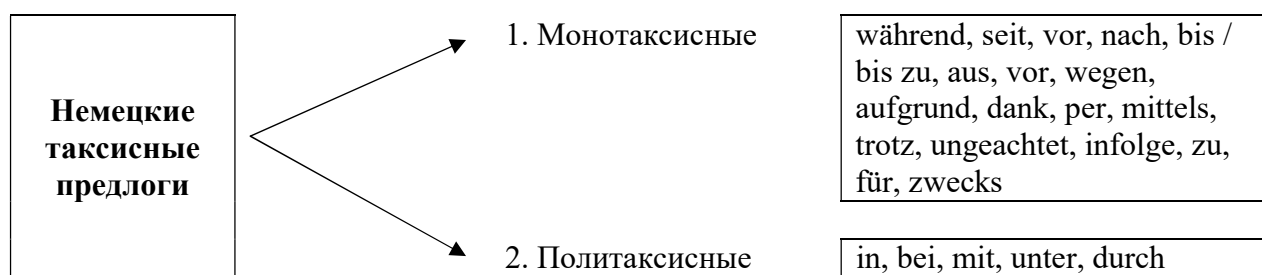 Немецкие
таксисные
предлоги
1. Монотаксисные
während, seit, vor, nach, bis /
bis zu, aus, vor, wegen,
aufgrund, dank, per, mittels,
trotz, ungeachtet, infolge, zu,
für, zwecks
2. Политаксисные
in, bei, mit, unter, durch